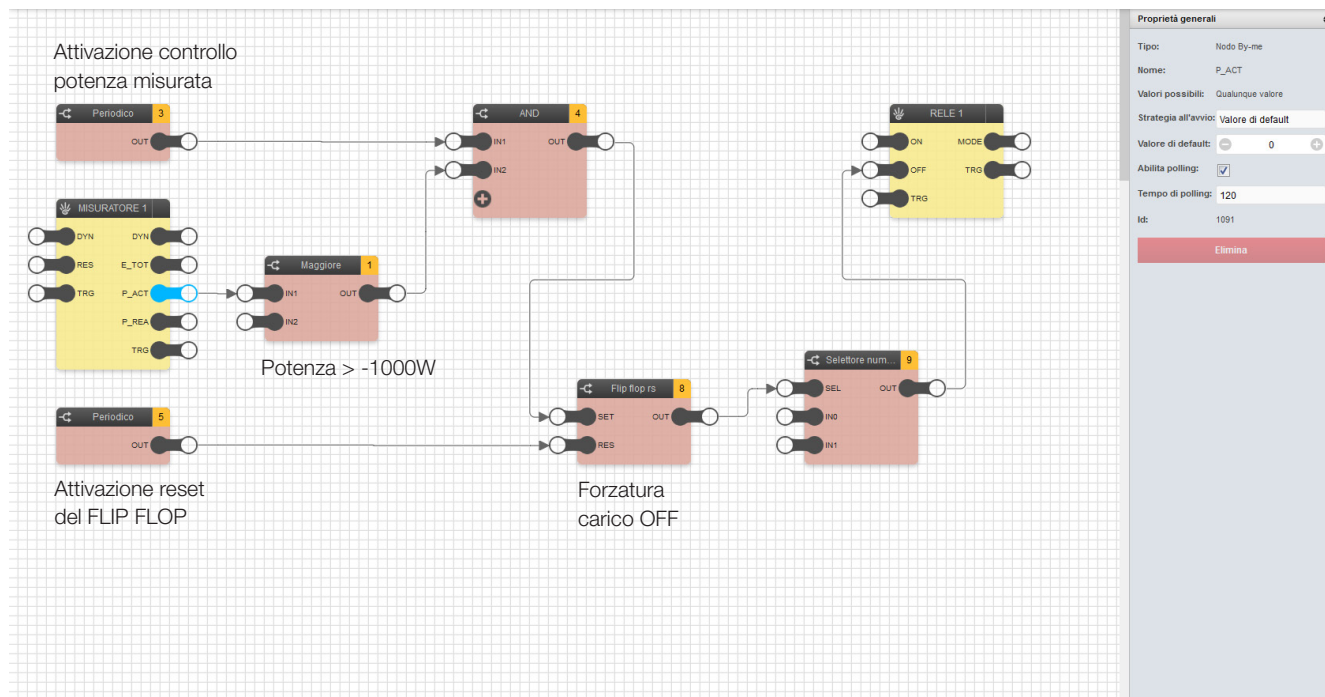 Attivazione controllo
potenza misurata
Periodico 3
OUT
AND 4
IN1 OUT
IN2
RELE 1
ON MODE
OFF TRG
TRG
MISURATORE 1
DYN DYN
RES E_TOT
TRG P_ACT
P_REA
TRG
Maggiore 1
IN1 OUT
IN2
Potenza > -1000W
Periodico 5
OUT
Attivazione reset
del FLIP FLOP
Flip flop rs 8
SET OUT
RES
Forzatura
carico OFF
Selettore num... 9
SEL OUT
IN0
IN1
Proprietà generali
Tipo: Nodo By-me
Nome: P_ACT
Valori possibili: Qualunque valore
Strategia all'avvio: Valore di default
Valore di default: 0
Abilita polling:
Tempo di polling: 120
Id: 1091
Elimina